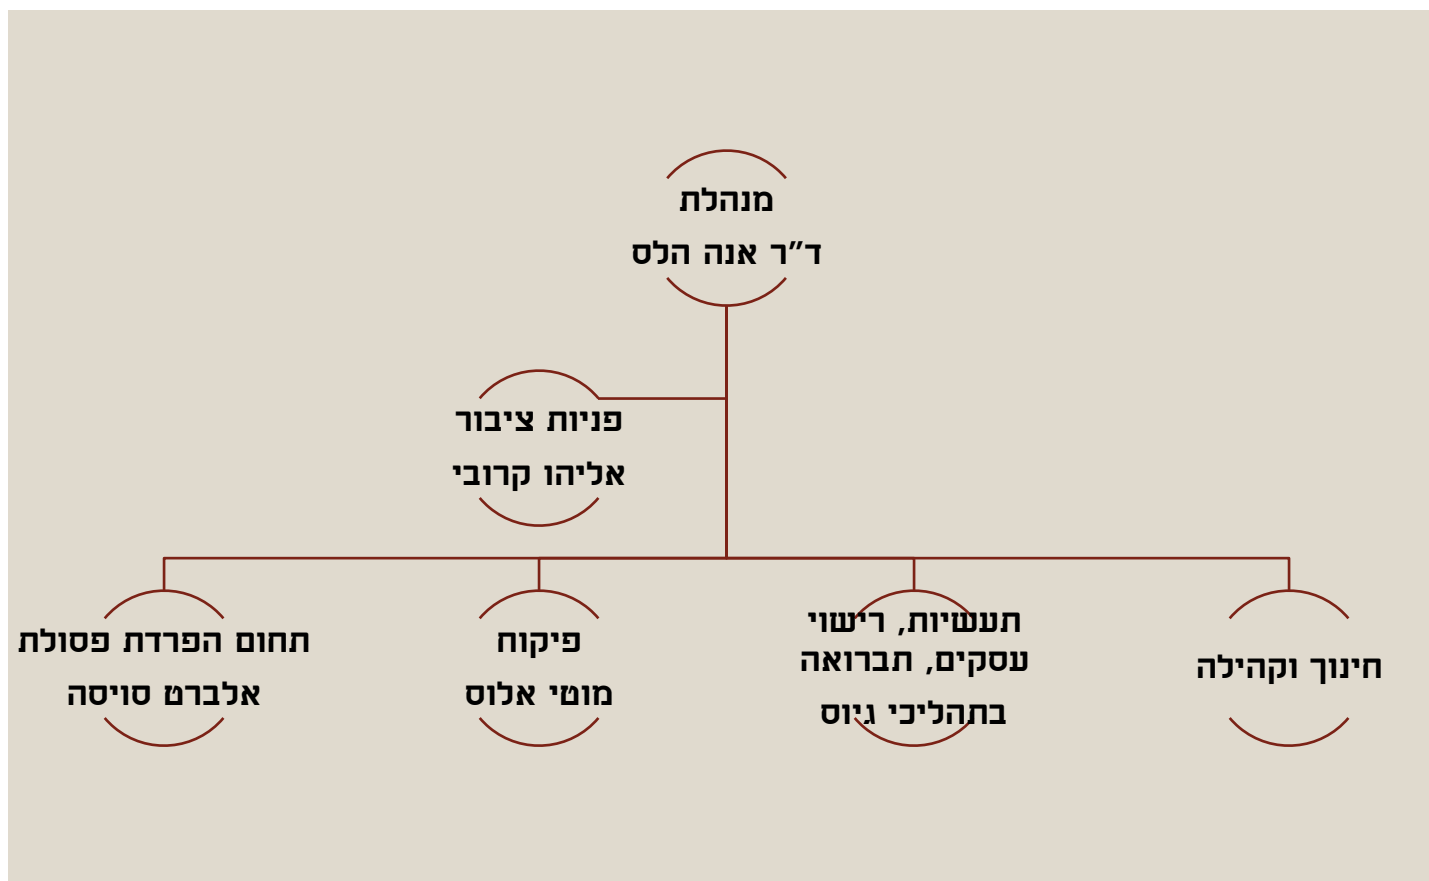 מנהלת
ד"ר אנה הלס
פניות ציבור
אליהו קרובי
חינוך וקהילה
תעשיות, רישוי
עסקים, תברואה
בתהליכי גיוס
פיקוח
מוטי אלוס
תחום הפרדת פסולת
אלברט סויסה